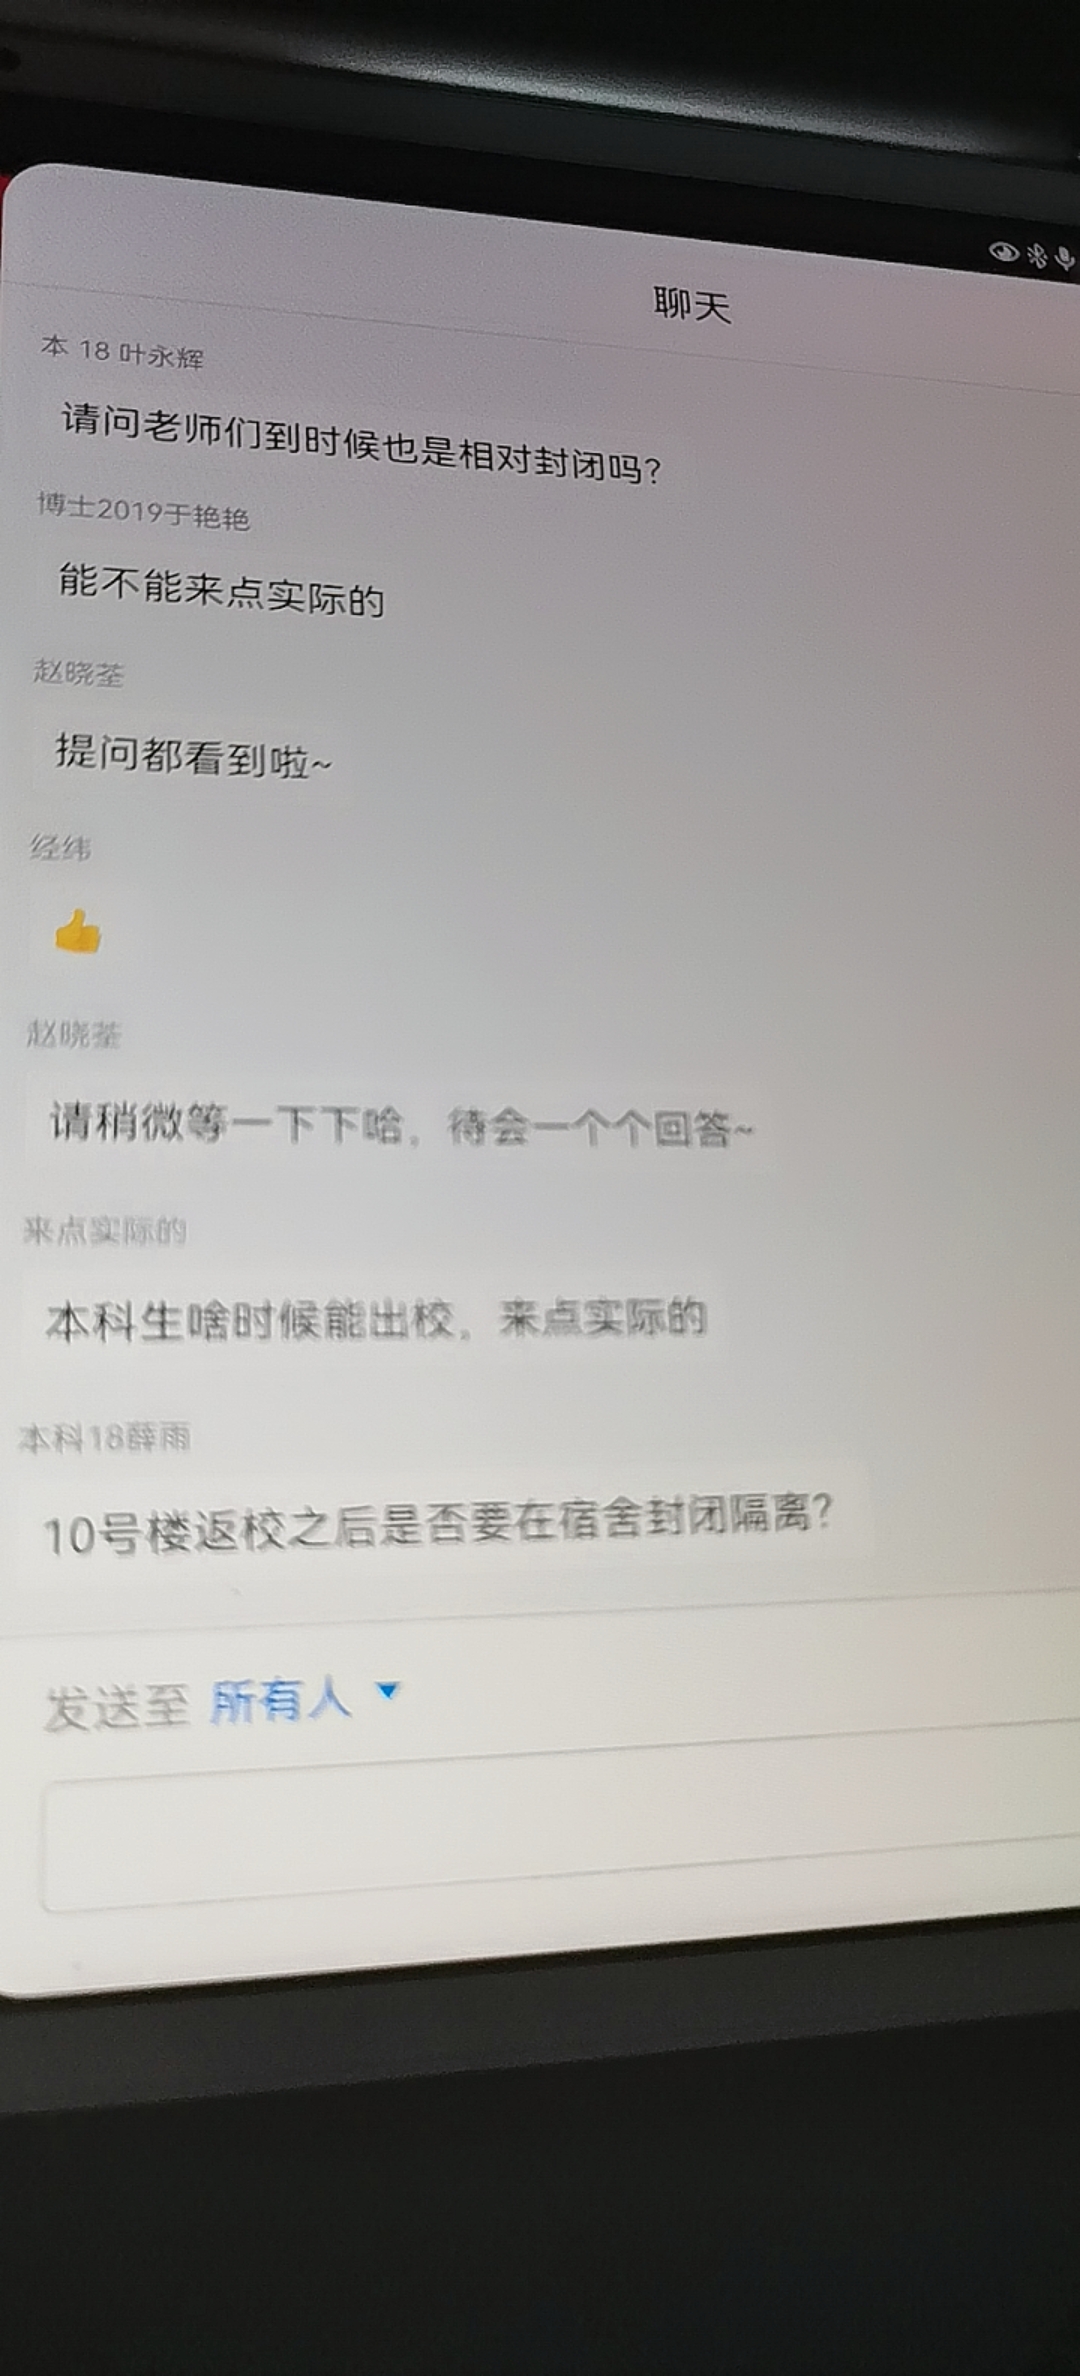 聊天
本 18 叶永辉
请问老师们到时候也是相对封闭吗?
博士2019于艳艳
能不能来点实际的
赵晓荃
提问都看到啦~
经纬
👍
赵晓荃
请稍微等一下下哈，待会一个个回答~
来点实际的
本科生啥时候能出校，来点实际的
本科18薛雨
10号楼返校之后是否要在宿舍封闭隔离?
发送至 所有人